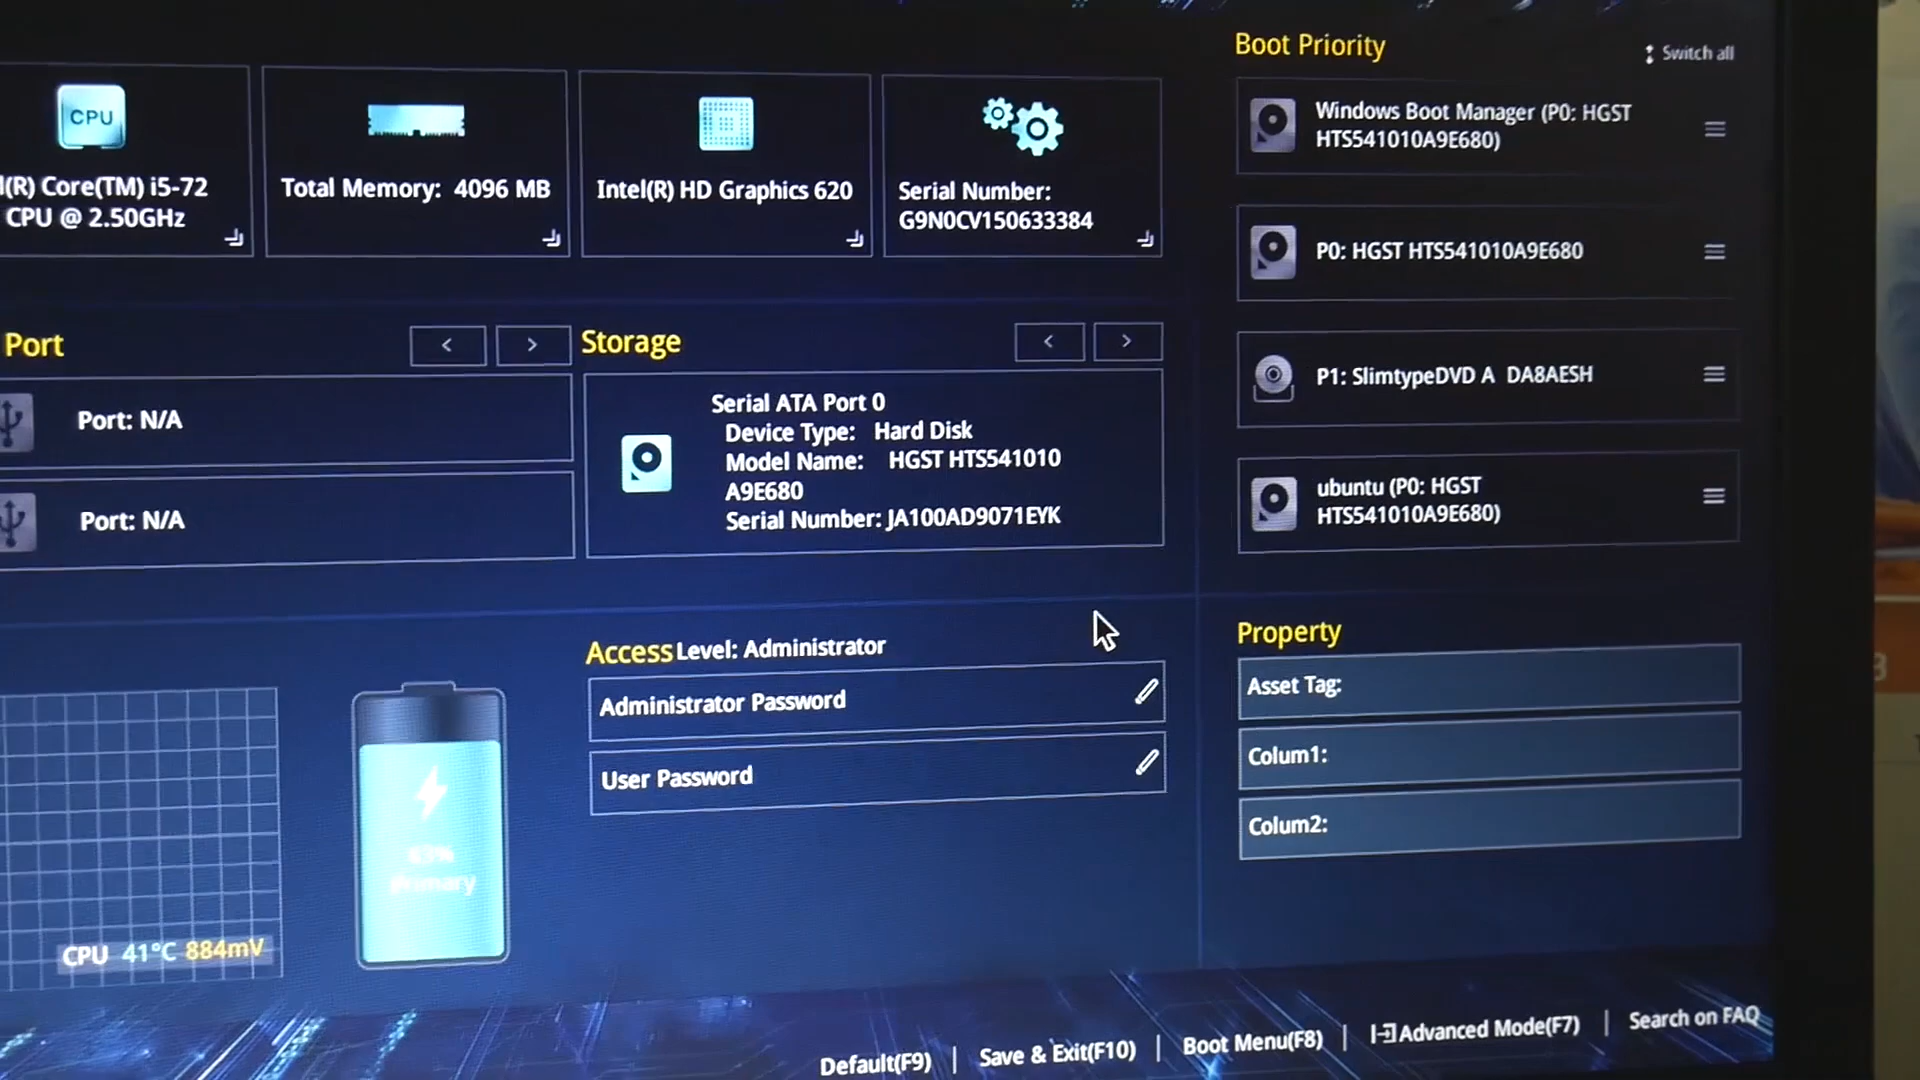 CPU
l(R) Core(TM) i5-72
CPU @ 2.50GHz
Total Memory: 4096 MB
Intel(R) HD Graphics 620
Serial Number:
G9N0CV150633384
Port
< >
Port: N/A
Port: N/A
Storage
< >
Serial ATA Port 0
Device Type: Hard Disk
Model Name: HGST HTS541010
A9E680
Serial Number: JA100AD9071EYK
CPU 41°C 884mV
Primary
Access Level: Administrator
Administrator Password
User Password
Boot Priority
Switch all
Windows Boot Manager (P0: HGST
HTS541010A9E680)
P0: HGST HTS541010A9E680
P1: SlimtypeDVD A DA8AESH
ubuntu (P0: HGST
HTS541010A9E680)
Property
Asset Tag:
Colum1:
Colum2:
Default(F9) | Save & Exit(F10) | Boot Menu(F8) | Advanced Mode(F7) | Search on FAQ